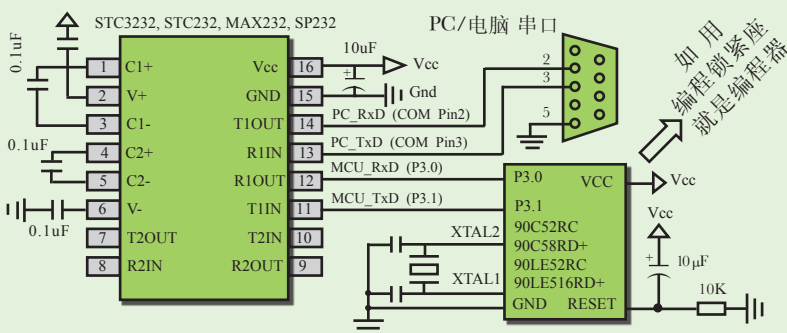 STC3232, STC232, MAX232, SP232
PC/电脑 串口
如 用
编程锁紧座
就是编程器
0.1uF
0.1uF
0.1uF
1 C1+
2 V+
3 C1-
4 C2+
5 C2-
6 V-
7 T2OUT
8 R2IN
Vcc 16
GND 15
T1OUT 14
R1IN 13
R1OUT 12
T1IN 11
T2IN 10
R2OUT 9
10uF
+
Vcc
Gnd
PC_RxD (COM Pin2)
PC_TxD (COM Pin3)
MCU_RxD (P3.0)
MCU_TxD (P3.1)
2
3
5
XTAL2
XTAL1
P3.0 VCC
P3.1
90C52RC
90C58RD+
90LE52RC
90LE516RD+
GND RESET
Vcc
Vcc
+
10μF
10K